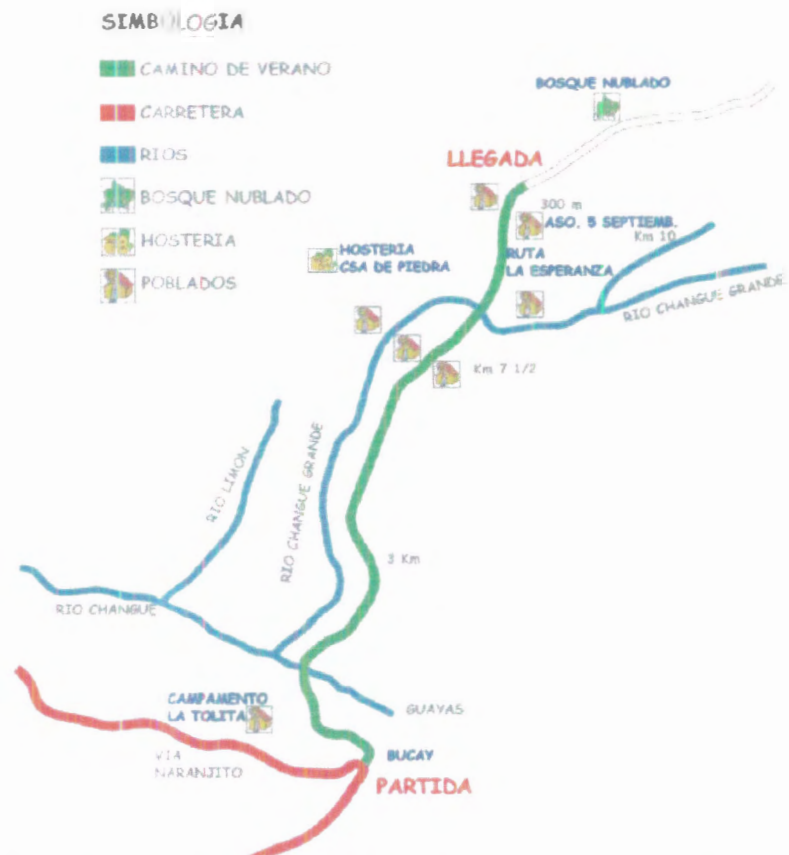 SIMBOLOGIA
CAMINO DE VERANO
CARRETERA
RIOS
BOSQUE NUBLADO
HOSTERIA
POBLADOS
BOSQUE NUBLADO
LLEGADA
300 m
ASO. 5 SEPTIEMB.
Km 10
HOSTERIA
CSA DE PIEDRA
RUTA
LA ESPERANZA
RIO CHANGUE GRANDE
Km 7 1/2
RIO LIMON
RIO CHANGUE GRANDE
3 Km
RIO CHANGUE
CAMPAMENTO
LA TOLITA
GUAYAS
VIA
NARANJITO
BUCAY
PARTIDA